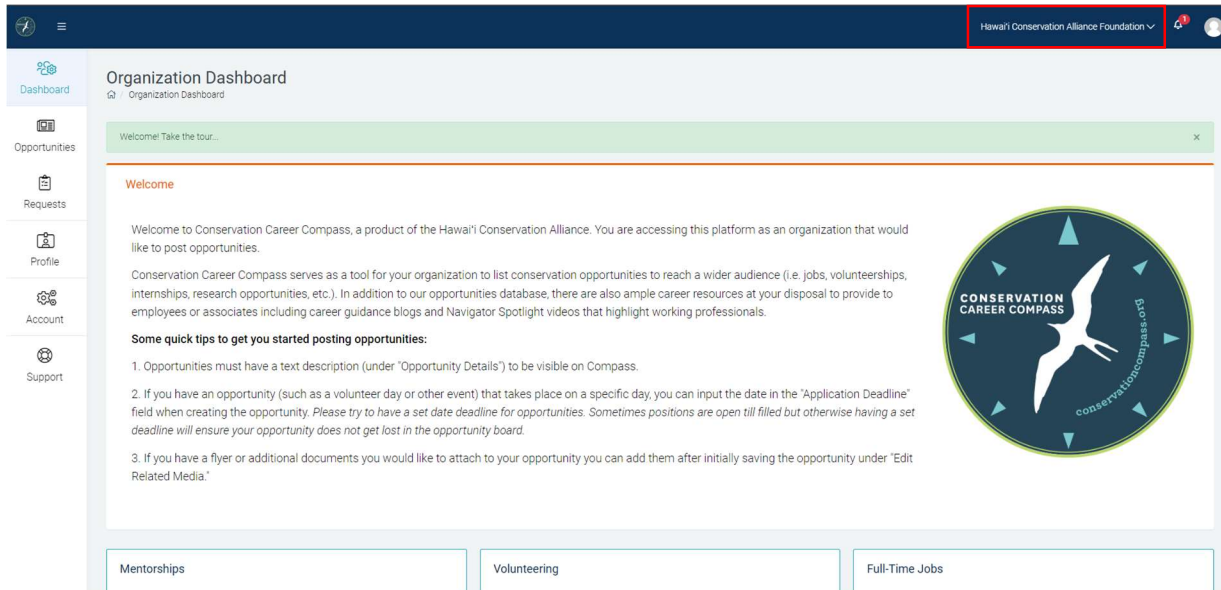 Hawai'i Conservation Alliance Foundation
1
Dashboard
Opportunities
Requests
Profile
Account
Support
Organization Dashboard
/ Organization Dashboard
Welcome! Take the tour...
×
Welcome
Welcome to Conservation Career Compass, a product of the Hawaiʻi Conservation Alliance. You are accessing this platform as an organization that would
like to post opportunities.
Conservation Career Compass serves as a tool for your organization to list conservation opportunities to reach a wider audience (i.e. jobs, volunteerships,
internships, research opportunities, etc.). In addition to our opportunities database, there are also ample career resources at your disposal to provide to
employees or associates including career guidance blogs and Navigator Spotlight videos that highlight working professionals.
Some quick tips to get you started posting opportunities:
1. Opportunities must have a text description (under "Opportunity Details") to be visible on Compass.
2. If you have an opportunity (such as a volunteer day or other event) that takes place on a specific day, you can input the date in the "Application Deadline"
field when creating the opportunity. Please try to have a set date deadline for opportunities. Sometimes positions are open till filled but otherwise having a set
deadline will ensure your opportunity does not get lost in the opportunity board.
3. If you have a flyer or additional documents you would like to attach to your opportunity you can add them after initially saving the opportunity under "Edit
Related Media."
CONSERVATION
CAREER COMPASS
conservationcompass.org
Mentorships
Volunteering
Full-Time Jobs